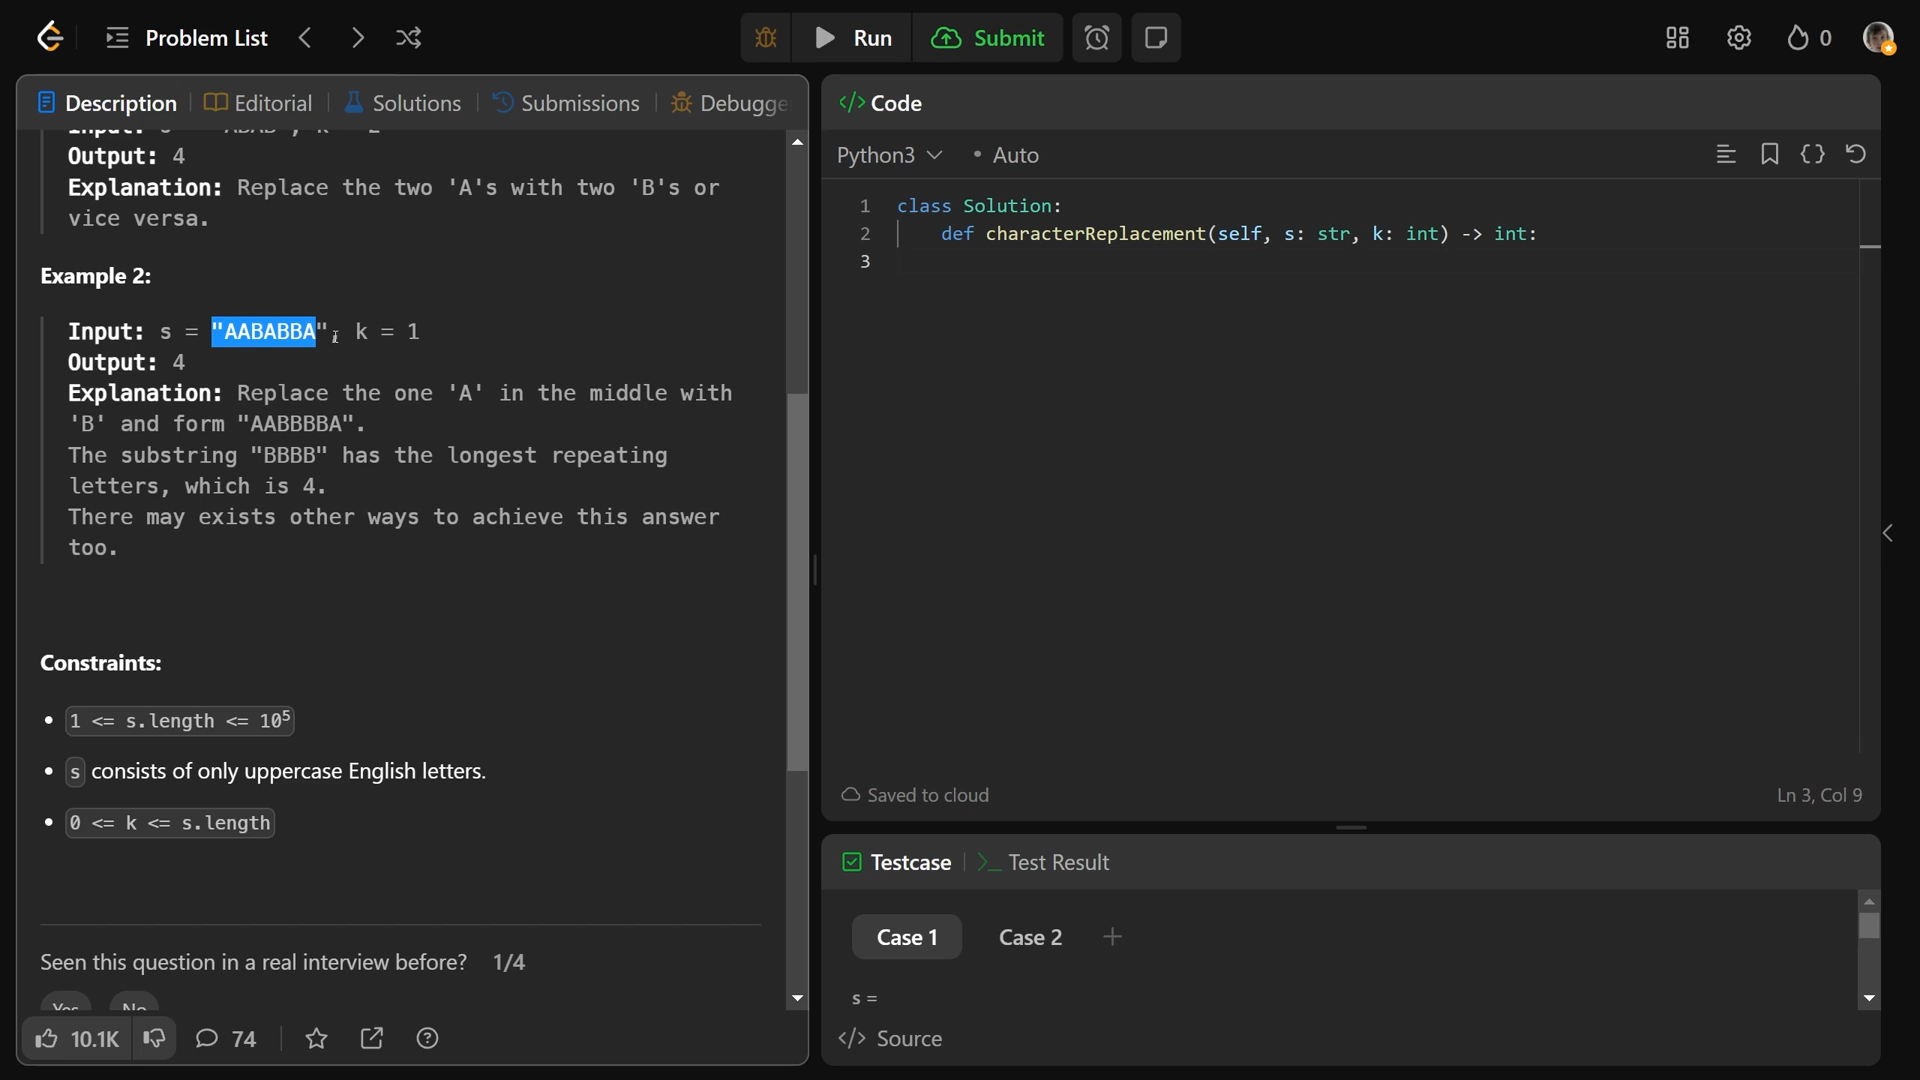 Problem List
Run
Submit
0
Description
Editorial
Solutions
Submissions
Debugge
Output: 4
Explanation: Replace the two 'A's with two 'B's or
vice versa.
Example 2:
Input: s = "AABABBA", k = 1
Output: 4
Explanation: Replace the one 'A' in the middle with
'B' and form "AABBBBA".
The substring "BBBB" has the longest repeating
letters, which is 4.
There may exists other ways to achieve this answer
too.
Constraints:
1 <= s.length <= 10⁵
s consists of only uppercase English letters.
0 <= k <= s.length
Seen this question in a real interview before? 1/4
Yes No
10.1K
74
</> Code
Python3
• Auto
1 class Solution:
2 def characterReplacement(self, s: str, k: int) -> int:
3
Saved to cloud
Ln 3, Col 9
Testcase
>_ Test Result
Case 1
Case 2
+
s =
</> Source